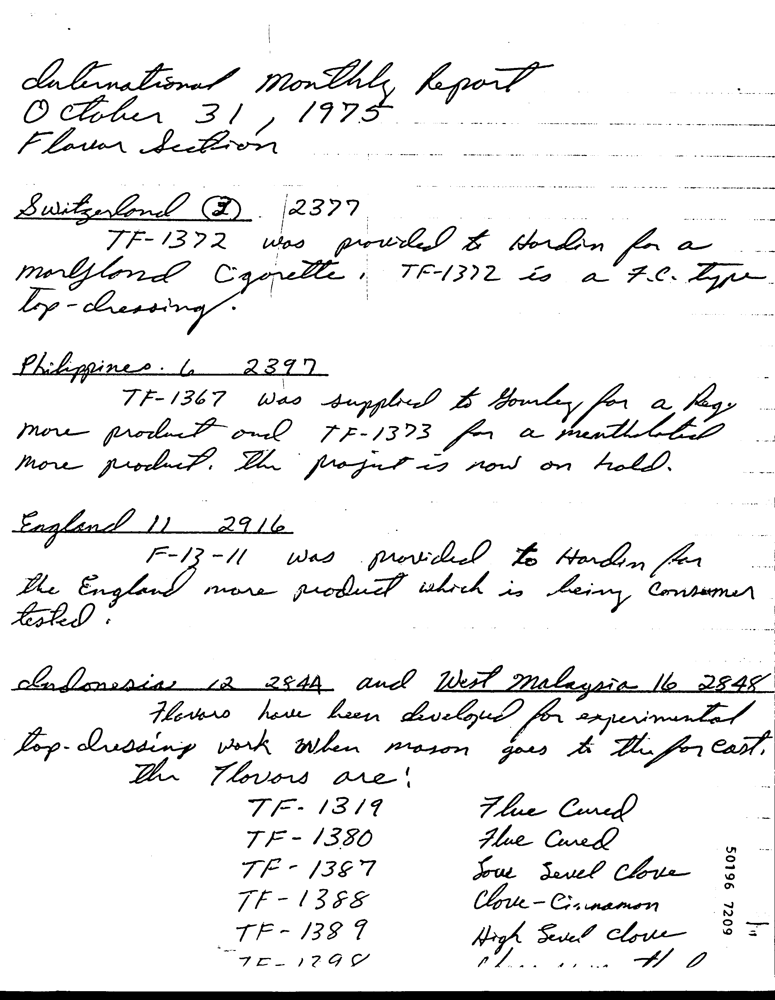 International Monthly Report
October 31, 1975
Flavor Section
Switzerland 2377
TF-1372 was provided to Hardin for a
maryland Cigarette. TF-1372 is a F.C. type
top-dressing.
Philippines. 6 2397
TF-1367 was supplied to Gourley for a Reg.
more product and TF-1373 for a mentholated
more product. The project is now on hold.
England 11 2916
F-13-11 was provided to Hardin for
the England more product which is being Consumer
tested.
Indonesia 12 2844 and West Malaysia 16 2848
Flavors have been developed for experimental
top-dressing work when mason goes to the far East.
The Flavors are:
TF-1319 Flue Cured
TF-1380 Flue Cured
TF-1387 Low Level Clove
TF-1388 Clove-Cinnamon
TF-1389 High Level Clove
50196 7209